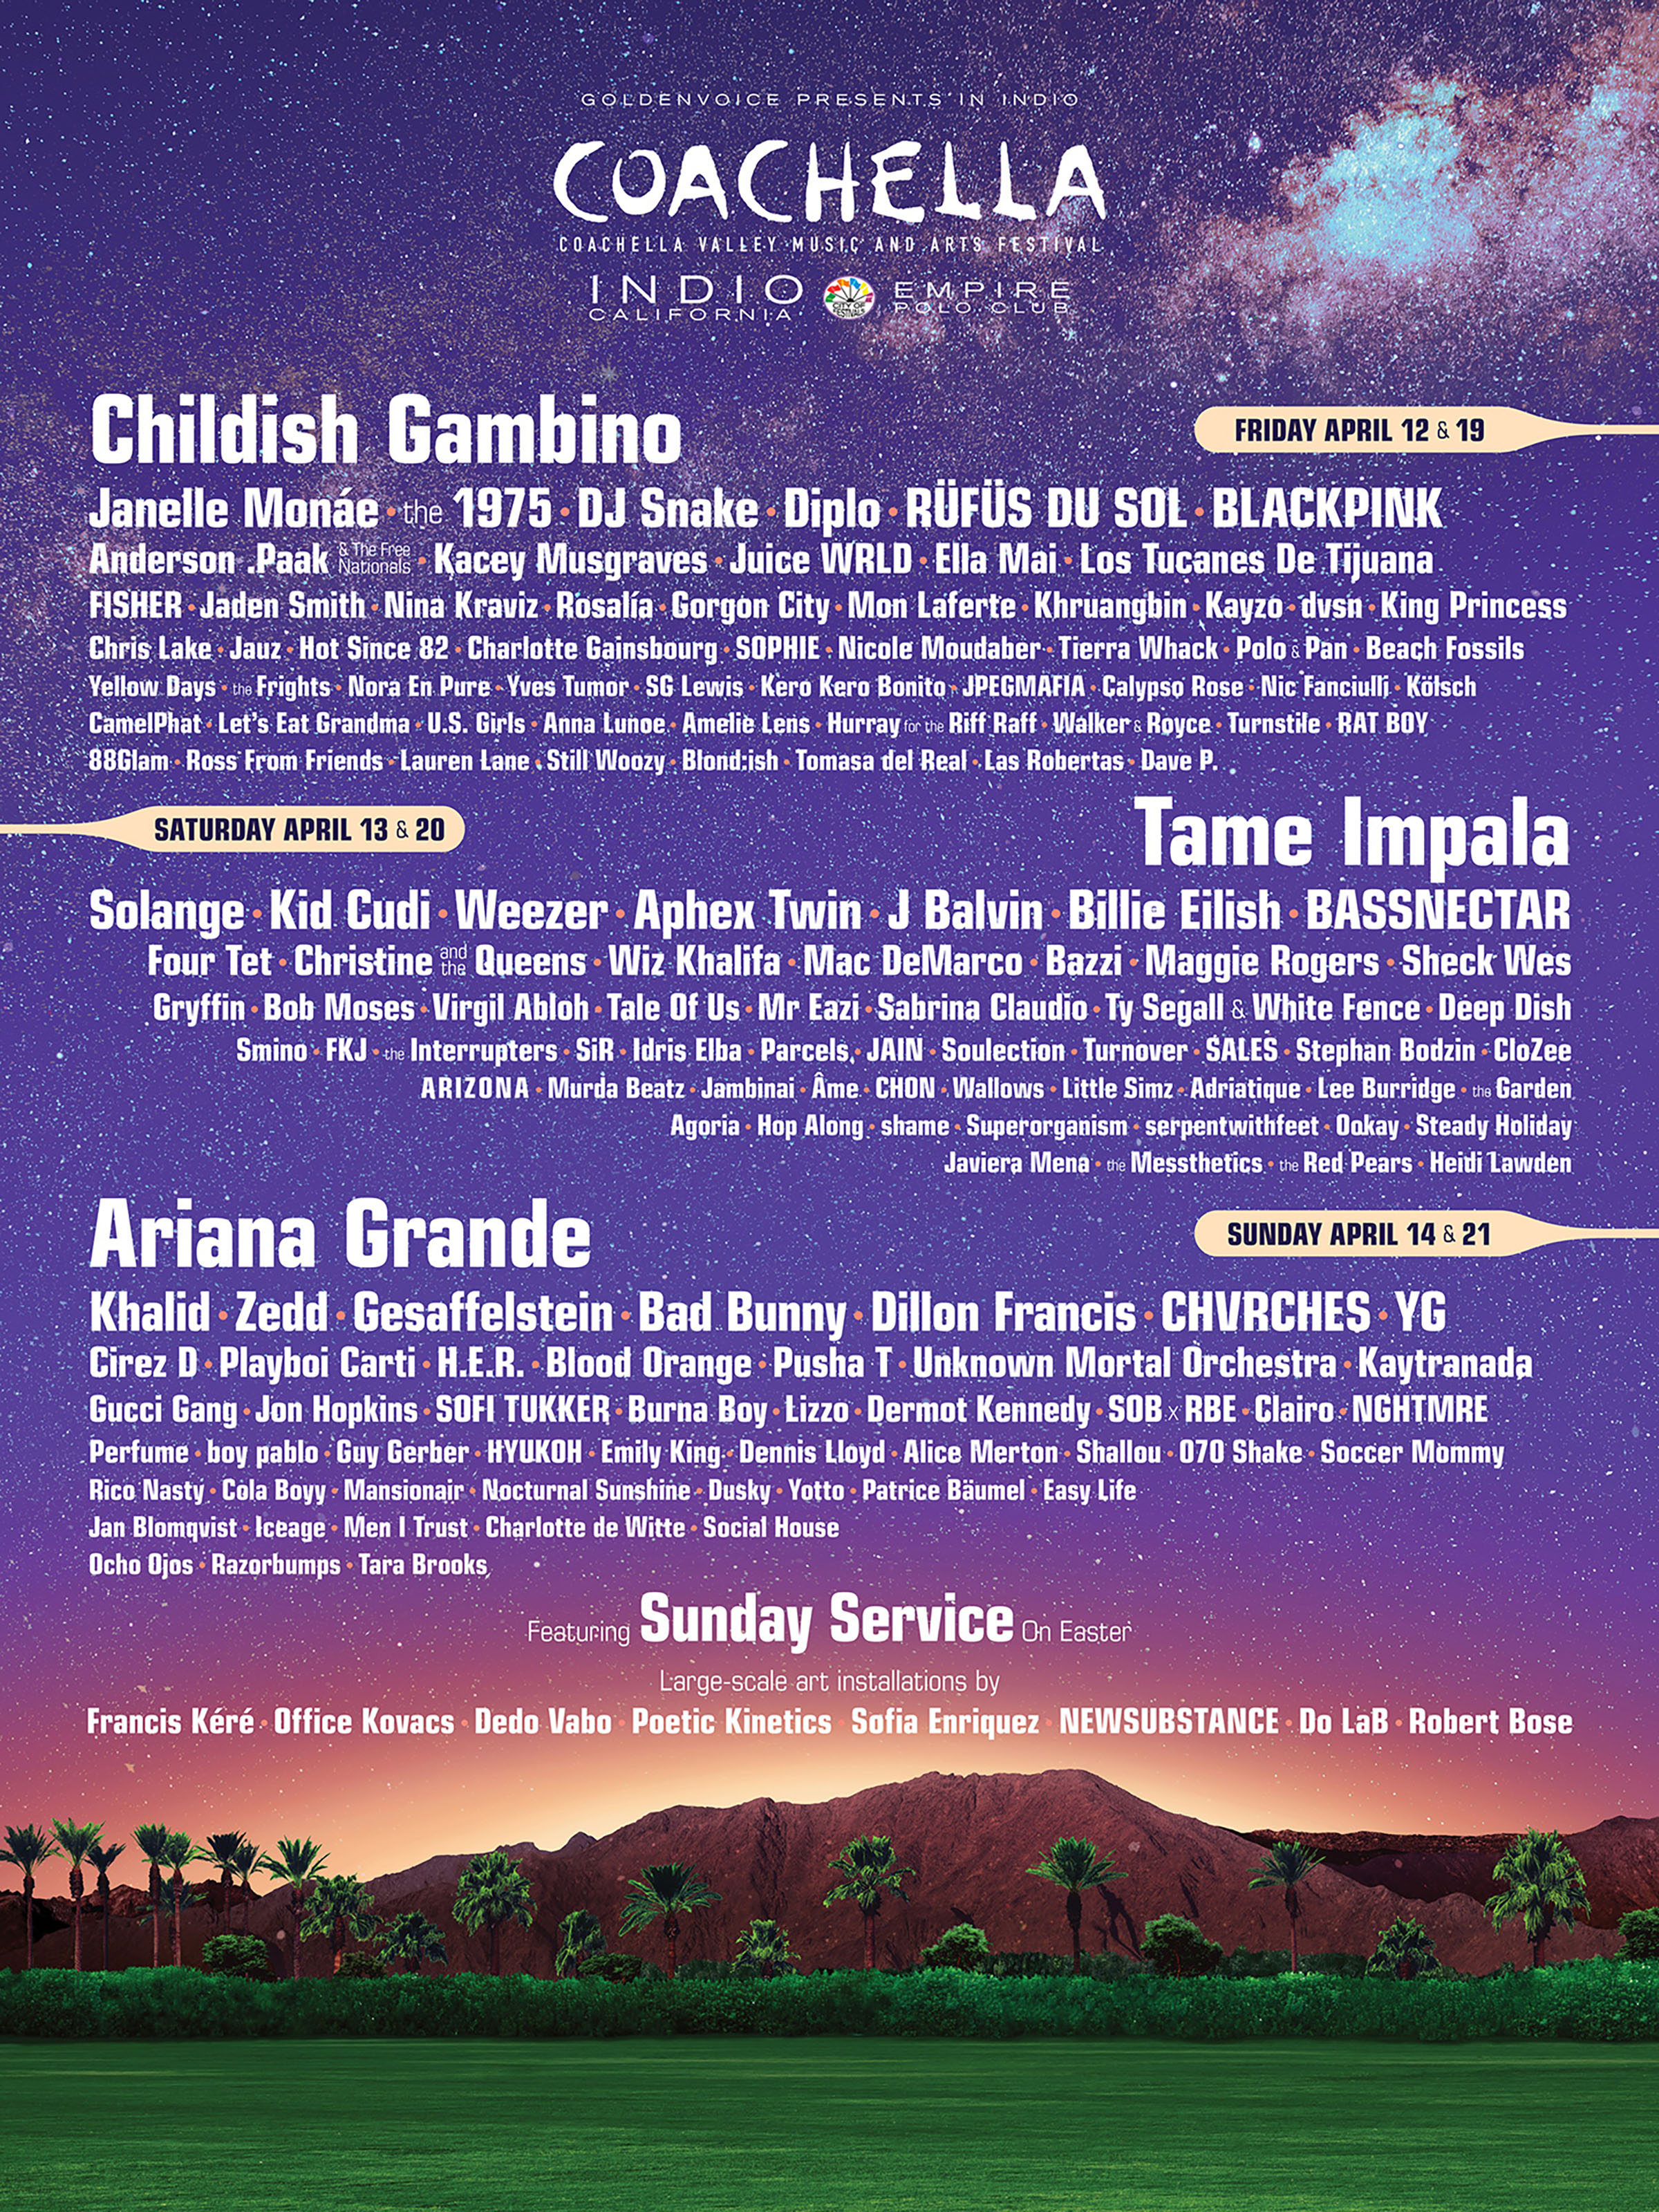 GOLDENVOICE PRESENTS IN INDIO
COACHELLA
COACHELLA VALLEY MUSIC AND ARTS FESTIVAL
INDIO CALIFORNIA CITY OF FESTIVALS EMPIRE POLO CLUB
Childish Gambino
FRIDAY APRIL 12 & 19
Janelle Monáe • the 1975 • DJ Snake • Diplo • RÜFÜS DU SOL • BLACKPINK
Anderson .Paak & The Free Nationals • Kacey Musgraves • Juice WRLD • Ella Mai • Los Tucanes De Tijuana
FISHER • Jaden Smith • Nina Kraviz • Rosalía • Gorgon City • Mon Laferte • Khruangbin • Kayzo • dvsn • King Princess
Chris Lake • Jauz • Hot Since 82 • Charlotte Gainsbourg • SOPHIE • Nicole Moudaber • Tierra Whack • Polo & Pan • Beach Fossils
Yellow Days • the Frights • Nora En Pure • Yves Tumor • SG Lewis • Kero Kero Bonito • JPEGMAFIA • Calypso Rose • Nic Fanciulli • Kölsch
CamelPhat • Let's Eat Grandma • U.S. Girls • Anna Lunoe • Amelie Lens • Hurray for the Riff Raff • Walker & Royce • Turnstile • RAT BOY
88Glam • Ross From Friends • Lauren Lane • Still Woozy • Blond:ish • Tomasa del Real • Las Robertas • Dave P.
SATURDAY APRIL 13 & 20
Tame Impala
Solange • Kid Cudi • Weezer • Aphex Twin • J Balvin • Billie Eilish • BASSNECTAR
Four Tet • Christine and the Queens • Wiz Khalifa • Mac DeMarco • Bazzi • Maggie Rogers • Sheck Wes
Gryffin • Bob Moses • Virgil Abloh • Tale Of Us • Mr Eazi • Sabrina Claudio • Ty Segall & White Fence • Deep Dish
Smino • FKJ • the Interrupters • SiR • Idris Elba • Parcels • JAIN • Soulection • Turnover • SALES • Stephan Bodzin • CloZee
ARIZONA • Murda Beatz • Jambinai • Âme • CHON • Wallows • Little Simz • Adriatique • Lee Burridge • the Garden
Agoria • Hop Along • shame • Superorganism • serpentwithfeet • Ookay • Steady Holiday
Javiera Mena • the Messthetics • the Red Pears • Heidi Lawden
Ariana Grande
SUNDAY APRIL 14 & 21
Khalid • Zedd • Gesaffelstein • Bad Bunny • Dillon Francis • CHVRCHES • YG
Cirez D • Playboi Carti • H.E.R. • Blood Orange • Pusha T • Unknown Mortal Orchestra • Kaytranada
Gucci Gang • Jon Hopkins • SOFI TUKKER • Burna Boy • Lizzo • Dermot Kennedy • SOB x RBE • Clairo • NGHTMRE
Perfume • boy pablo • Guy Gerber • HYUKOH • Emily King • Dennis Lloyd • Alice Merton • Shallou • 070 Shake • Soccer Mommy
Rico Nasty • Cola Boyy • Mansionair • Nocturnal Sunshine • Dusky • Yotto • Patrice Bäumel • Easy Life
Jan Blomqvist • Iceage • Men I Trust • Charlotte de Witte • Social House
Ocho Ojos • Razorbumps • Tara Brooks
Featuring Sunday Service On Easter
Large-scale art installations by
Francis Kéré • Office Kovacs • Dedo Vabo • Poetic Kinetics • Sofia Enriquez • NEWSUBSTANCE • Do LaB • Robert Bose